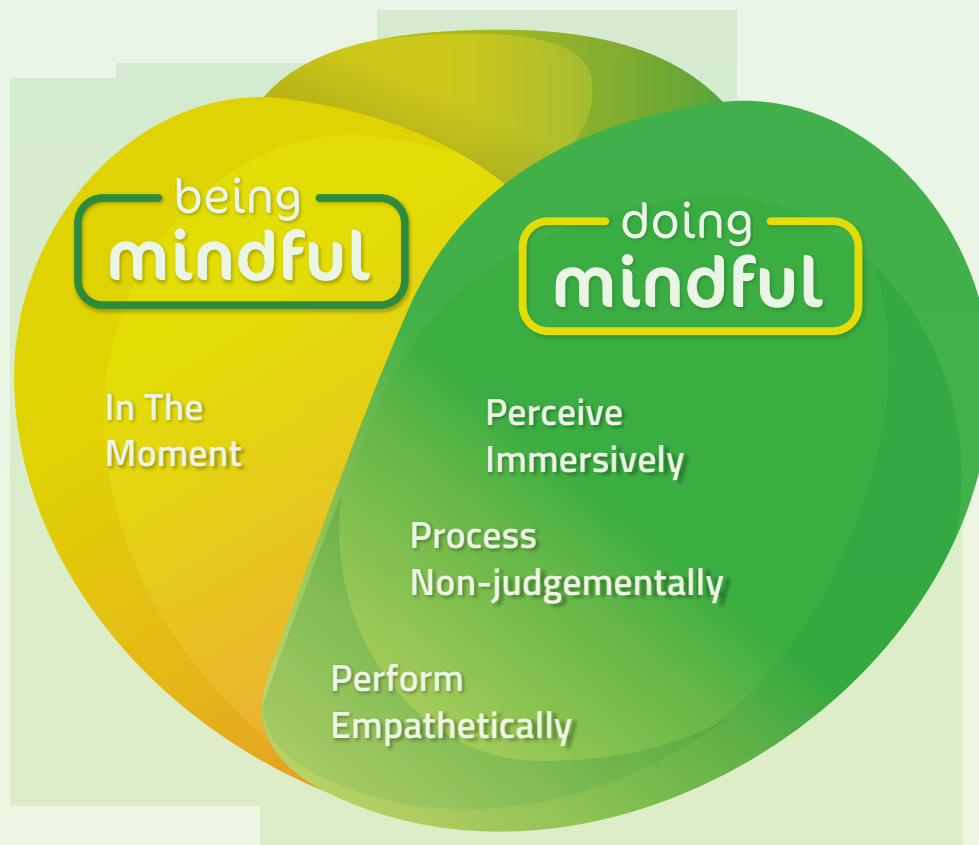 being
mindful
In The
Moment
doing
mindful
Perceive
Immersively
Process
Non-judgementally
Perform
Empathetically